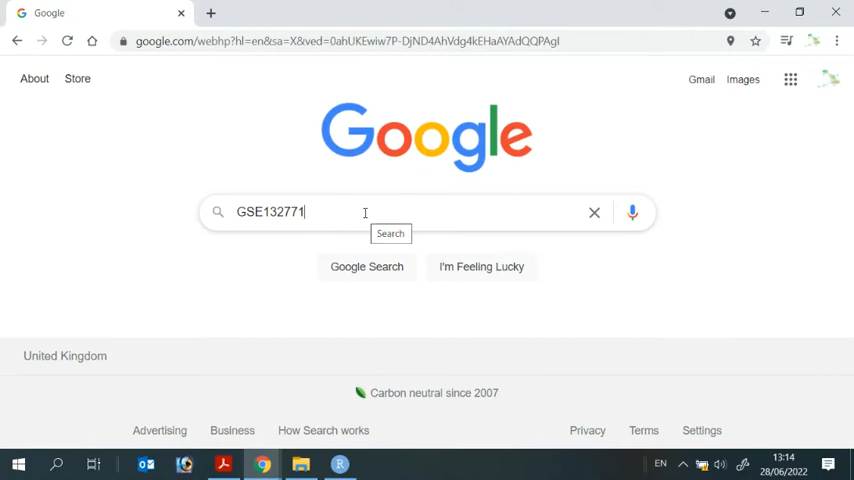 Google
google.com/webhp?hl=en&sa=X&ved=0ahUKEwiw7P-DjND4AhVdg4kEHaAYAdQQPAgI
About Store
Gmail Images
Google
GSE132771
Search
Google Search I'm Feeling Lucky
United Kingdom
Carbon neutral since 2007
Advertising Business How Search works
Privacy Terms Settings
EN
13:14
28/06/2022